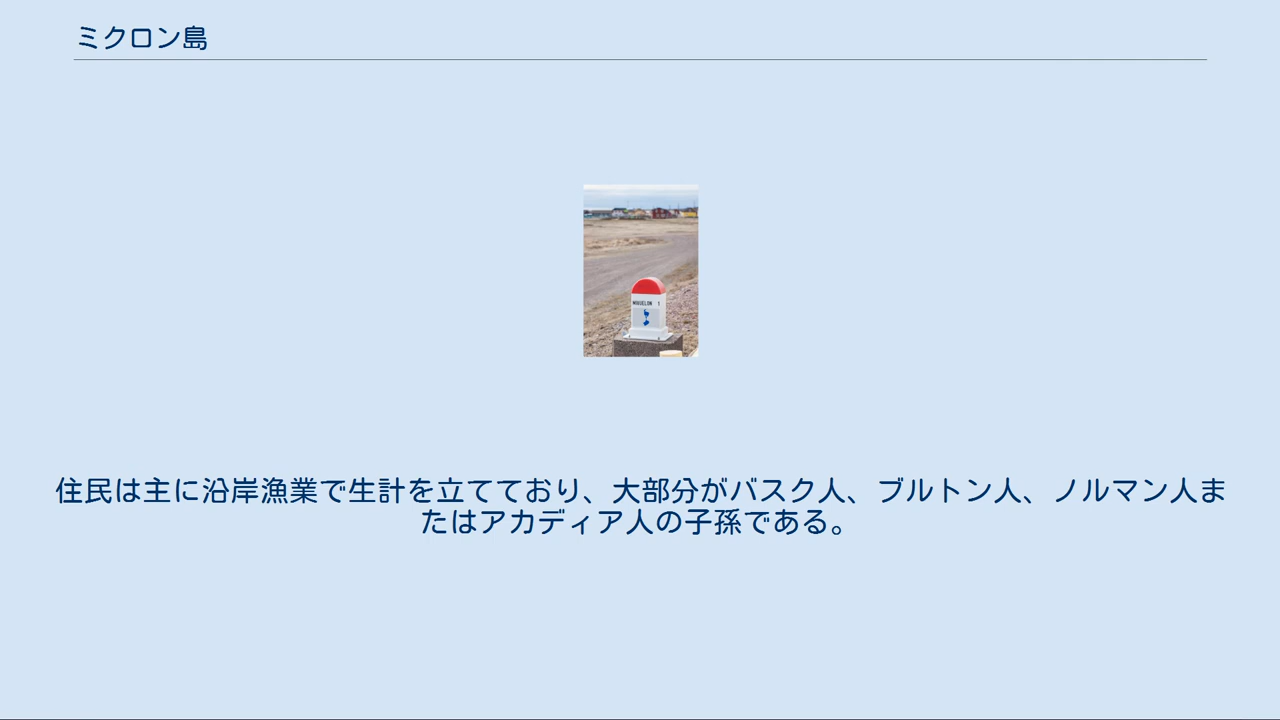 ミクロン島
MIQUELON 1
住民は主に沿岸漁業で生計を立てており、大部分がバスク人、ブルトン人、ノルマン人ま
たはアカディア人の子孫である。